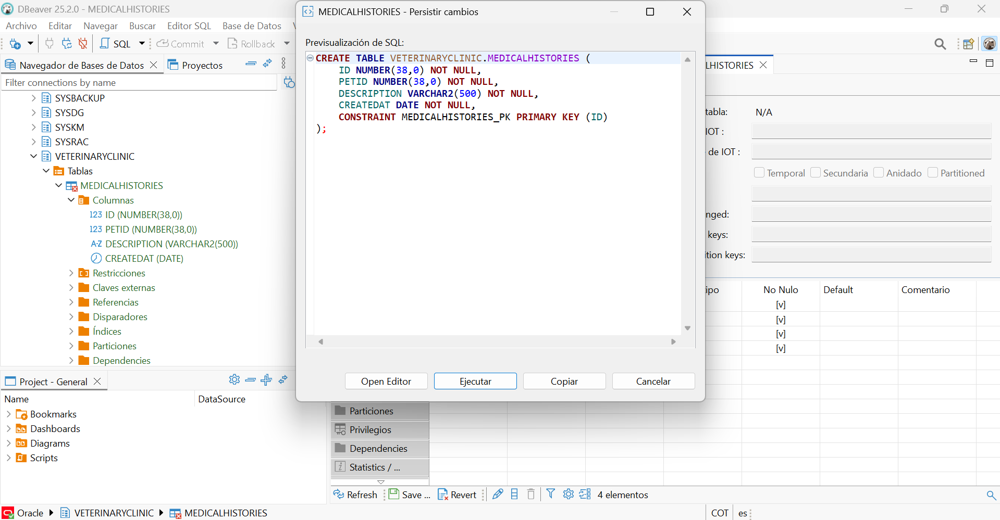 DBeaver 25.2.0 - MEDICALHISTORIES
Archivo Editar Navegar Buscar Editor SQL Base de Datos
SQL Commit Rollback
Navegador de Bases de Datos Proyectos
Filter connections by name
SYSBACKUP
SYSDG
SYSKM
SYSRAC
VETERINARYCLINIC
Tablas
MEDICALHISTORIES
Columnas
123 ID (NUMBER(38,0))
123 PETID (NUMBER(38,0))
A-Z DESCRIPTION (VARCHAR2(500))
CREATEDAT (DATE)
Restricciones
Claves externas
Referencias
Disparadores
Índices
Particiones
Dependencies
Project - General
Name DataSource
Bookmarks
Dashboards
Diagrams
Scripts
MEDICALHISTORIES - Persistir cambios
Previsualización de SQL:
CREATE TABLE VETERINARYCLINIC.MEDICALHISTORIES (
ID NUMBER(38,0) NOT NULL,
PETID NUMBER(38,0) NOT NULL,
DESCRIPTION VARCHAR2(500) NOT NULL,
CREATEDAT DATE NOT NULL,
CONSTRAINT MEDICALHISTORIES_PK PRIMARY KEY (ID)
);
Open Editor Ejecutar Copiar Cancelar
LHISTORIES
tabla: N/A
IOT :
de IOT :
Temporal Secundaria Anidado Partitioned
nged:
keys:
ition keys:
ipo No Nulo Default Comentario
[v]
[v]
[v]
[v]
Particiones
Privilegios
Dependencies
Statistics / ...
Refresh Save ... Revert 4 elementos
Oracle VETERINARYCLINIC MEDICALHISTORIES
COT es